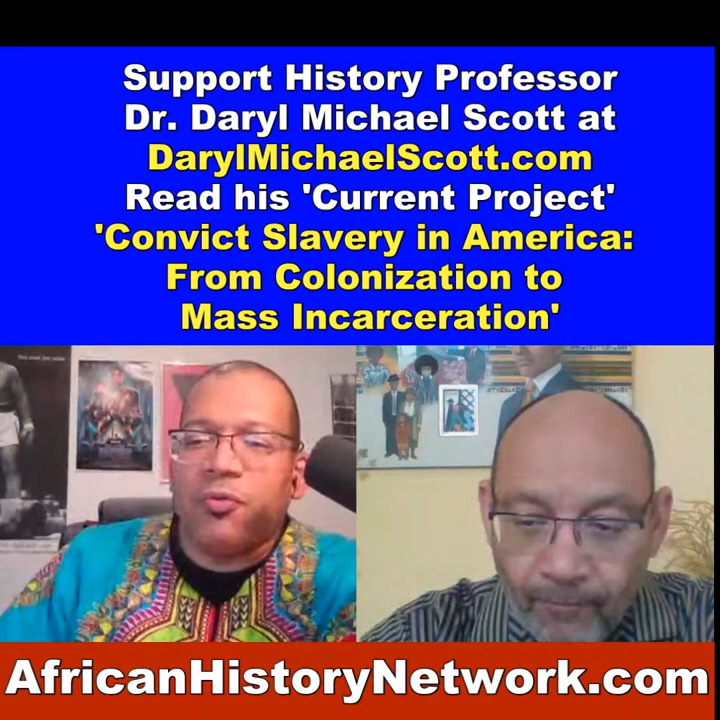 Support History Professor
Dr. Daryl Michael Scott at
DarylMichaelScott.com
Read his 'Current Project'
'Convict Slavery in America:
From Colonization to
Mass Incarceration'
AfricanHistoryNetwork.com